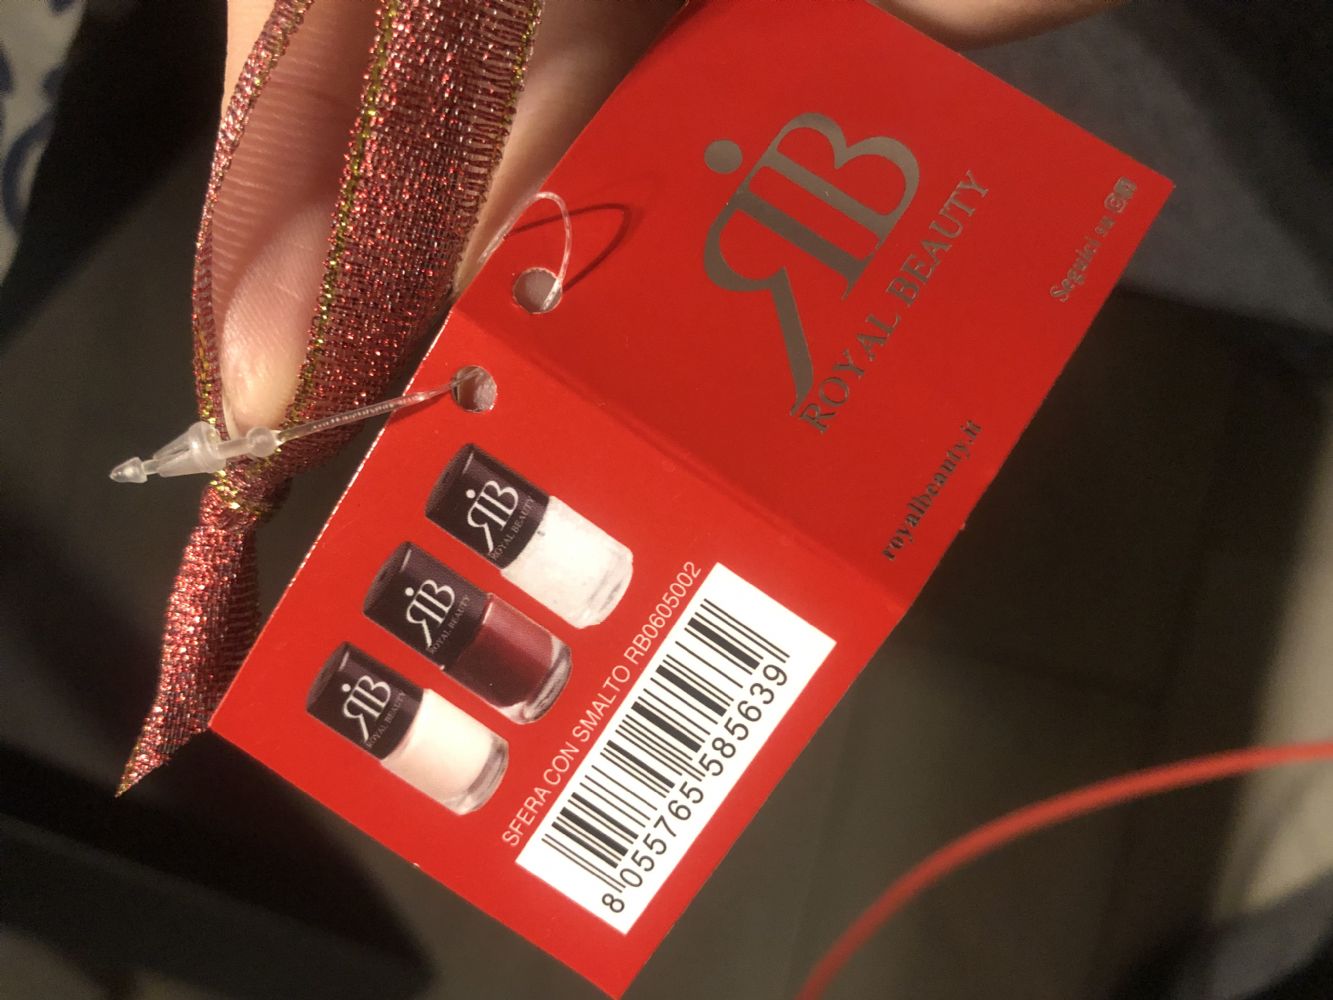 RB
ROYAL BEAUTY
Seguici su
royalbeauty.it
RB
ROYAL BEAUTY
RB
ROYAL BEAUTY
RB
ROYAL BEAUTY
SFERA CON SMALTO RB0605002
8 055765 585639